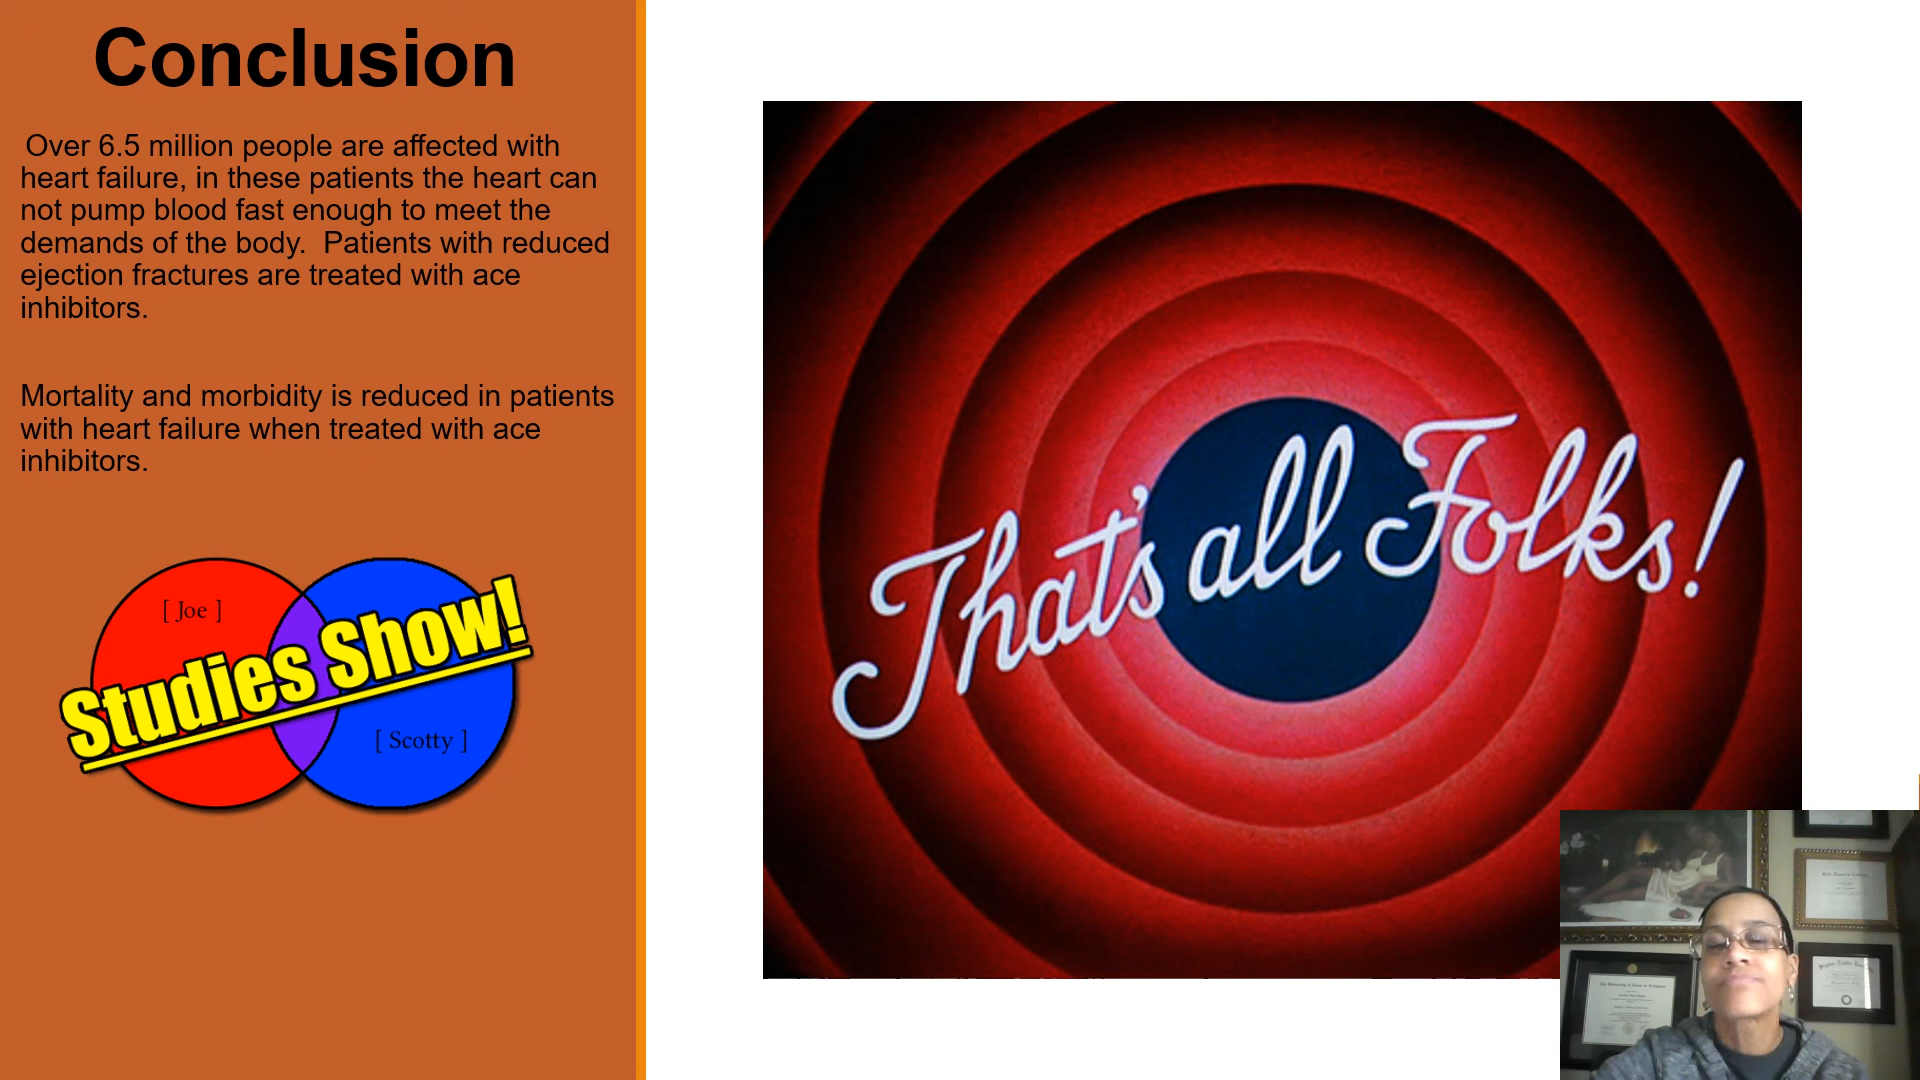 Conclusion
Over 6.5 million people are affected with
heart failure, in these patients the heart can
not pump blood fast enough to meet the
demands of the body.  Patients with reduced
ejection fractures are treated with ace
inhibitors.
Mortality and morbidity is reduced in patients
with heart failure when treated with ace
inhibitors.
[ Joe ]
Studies Show!
[ Scotty ]
That's all Folks!